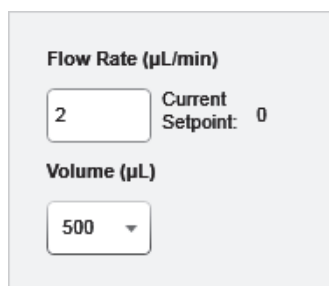 Flow Rate (µL/min)
2
Current
Setpoint: 0
Volume (µL)
500